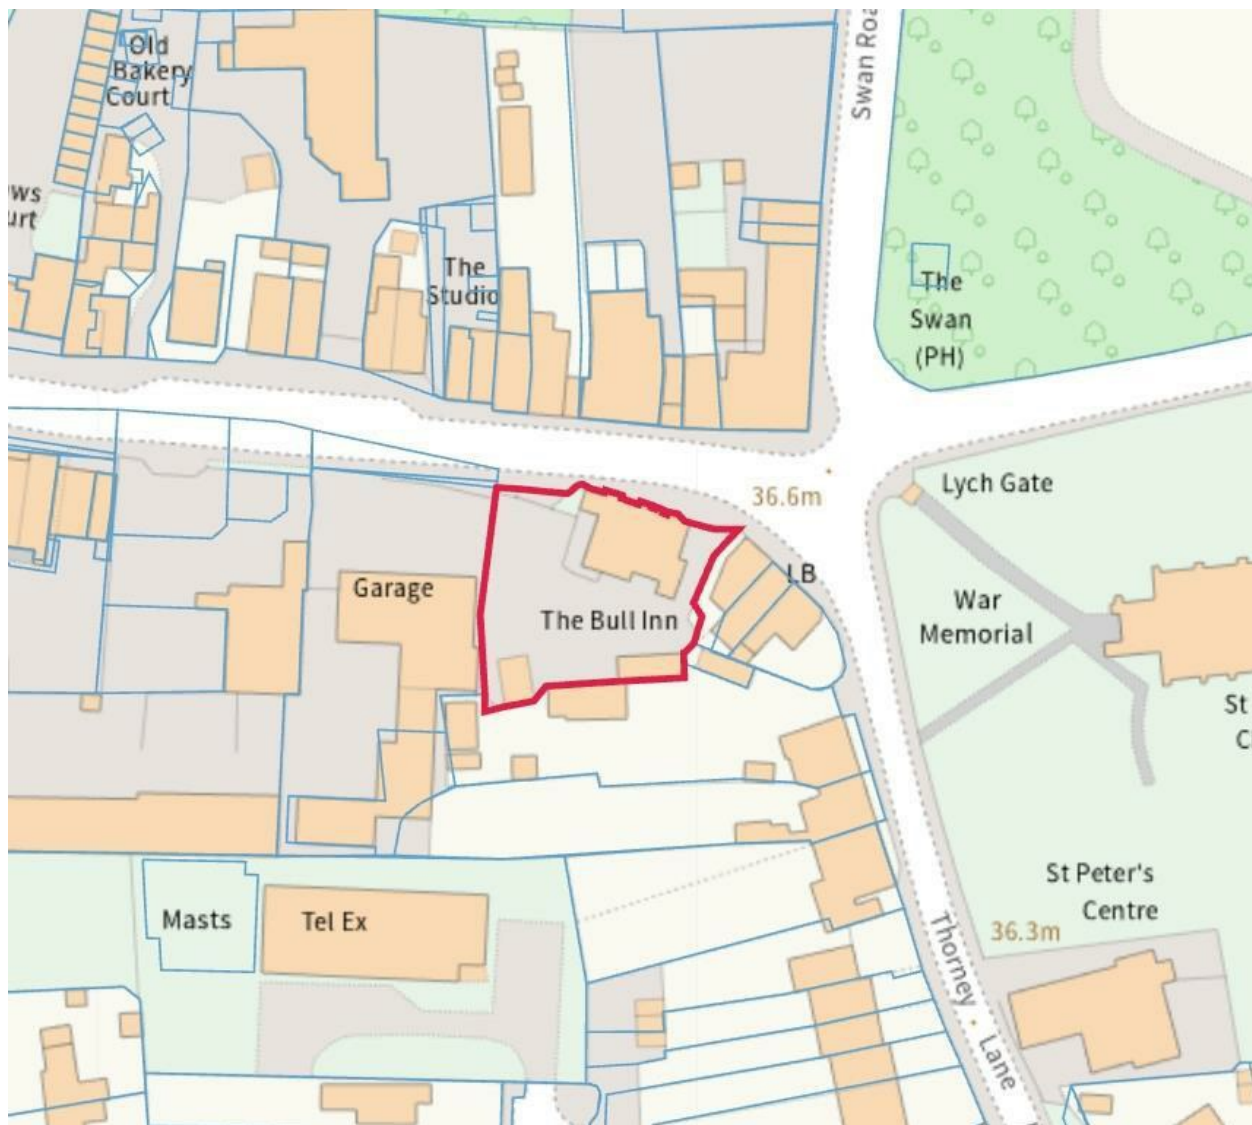 Old
Bakery
Court
Swan Roa
ws
urt
The
Studio
The
Swan
(PH)
36.6m
Lych Gate
LB
Garage
The Bull Inn
War
Memorial
St
C
St Peter's
Centre
Masts
Tel Ex
36.3m
Thorney
Lane